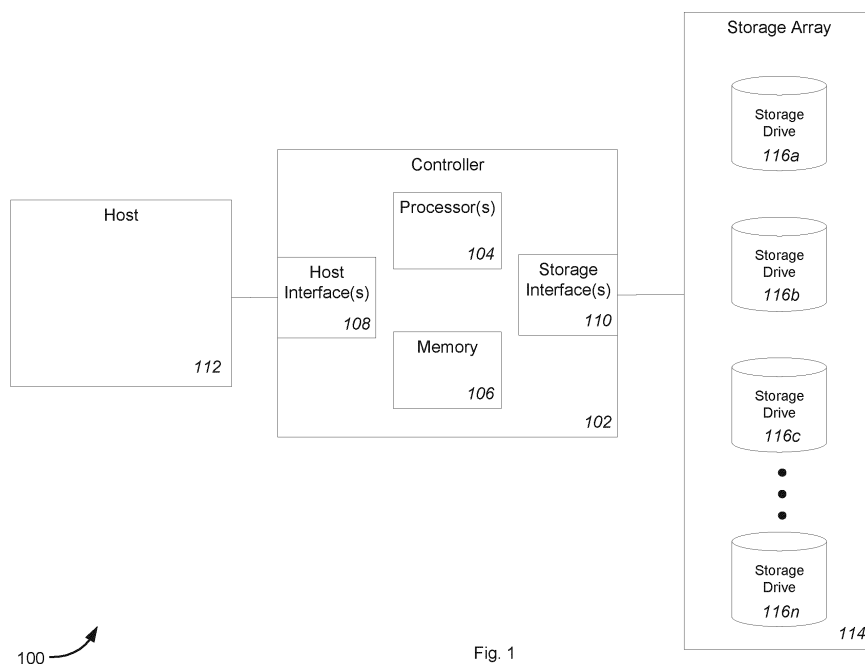 Host
112
Controller
Processor(s)
104
Host
Interface(s)
108
Storage
Interface(s)
110
Memory
106
102
Storage Array
Storage
Drive
116a
Storage
Drive
116b
Storage
Drive
116c
Storage
Drive
116n
114
100
Fig. 1